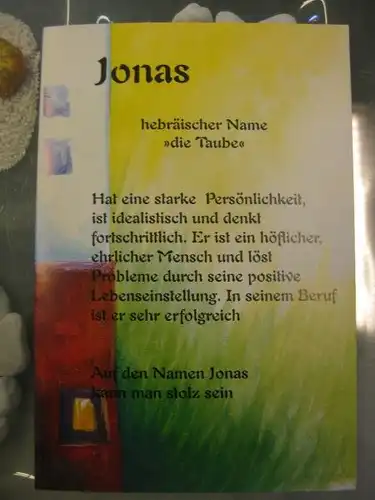 Jonas
hebräischer Name
»die Taube«
Hat eine starke Persönlichkeit,
ist idealistisch und denkt
fortschrittlich. Er ist ein höflicher,
ehrlicher Mensch und löst
Probleme durch seine positive
Lebenseinstellung. In seinem Beruf
ist er sehr erfolgreich
Auf den Namen Jonas
kann man stolz sein